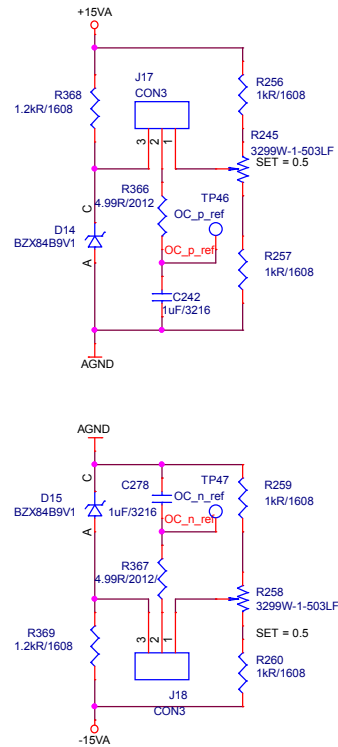 +15VA
R368
1.2kR/1608
J17
CON3
R256
1kR/1608
R245
3299W-1-503LF
SET = 0.5
3
2
1
R366
4.99R/2012
TP46
OC_p_ref
OC_p_ref
C
D14
BZX84B9V1
A
R257
1kR/1608
C242
1uF/3216
AGND
AGND
C
D15
BZX84B9V1
A
C278
1uF/3216
TP47
OC_n_ref
OC_n_ref
R259
1kR/1608
R367
4.99R/2012/
R258
3299W-1-503LF
SET = 0.5
3
2
1
R369
1.2kR/1608
R260
1kR/1608
J18
CON3
-15VA